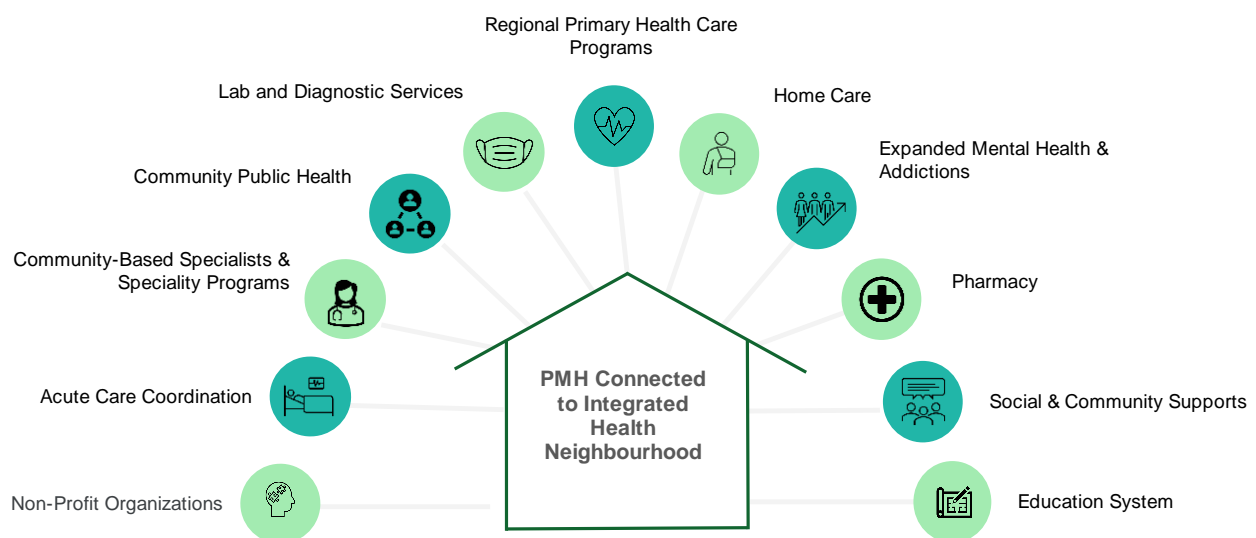 Regional Primary Health Care
Programs
Lab and Diagnostic Services
Home Care
Expanded Mental Health &
Addictions
Community Public Health
Community-Based Specialists &
Speciality Programs
Pharmacy
PMH Connected
to Integrated
Health
Neighbourhood
Acute Care Coordination
Social & Community Supports
Non-Profit Organizations
Education System